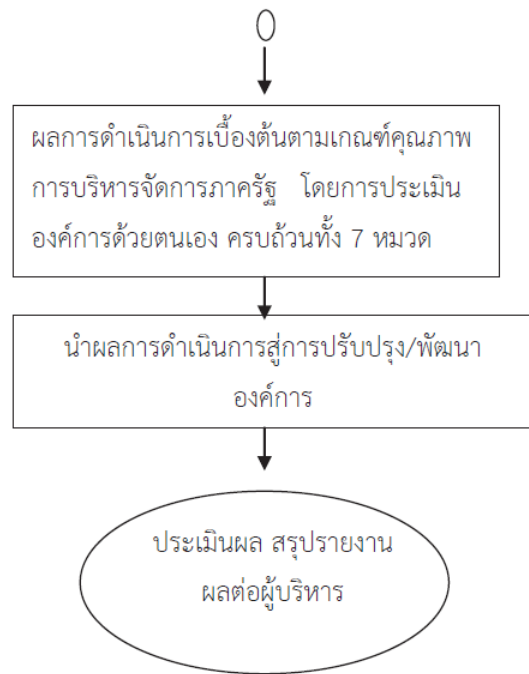 ผลการดำเนินการเบื้องต้นตามเกณฑ์คุณภาพ
การบริหารจัดการภาครัฐ โดยการประเมิน
องค์การด้วยตนเอง ครบถ้วนทั้ง 7 หมวด
นำผลการดำเนินการสู่การปรับปรุง/พัฒนา
องค์การ
ประเมินผล สรุปรายงาน
ผลต่อผู้บริหาร